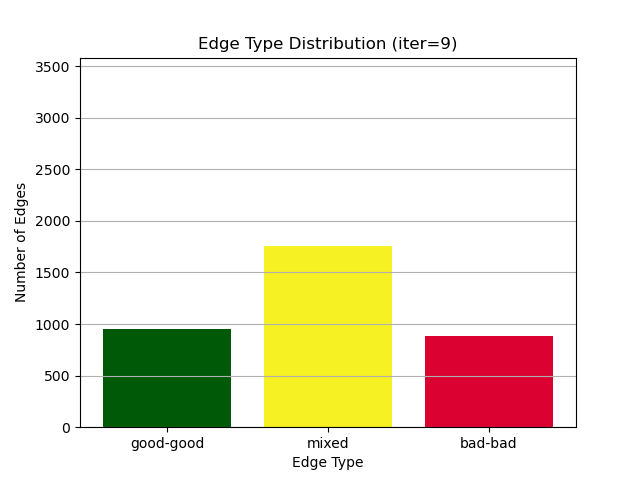 Edge Type Distribution (iter=9)
3500
3000
2500
2000
1500
1000
500
0
Number of Edges
good-good
mixed
bad-bad
Edge Type